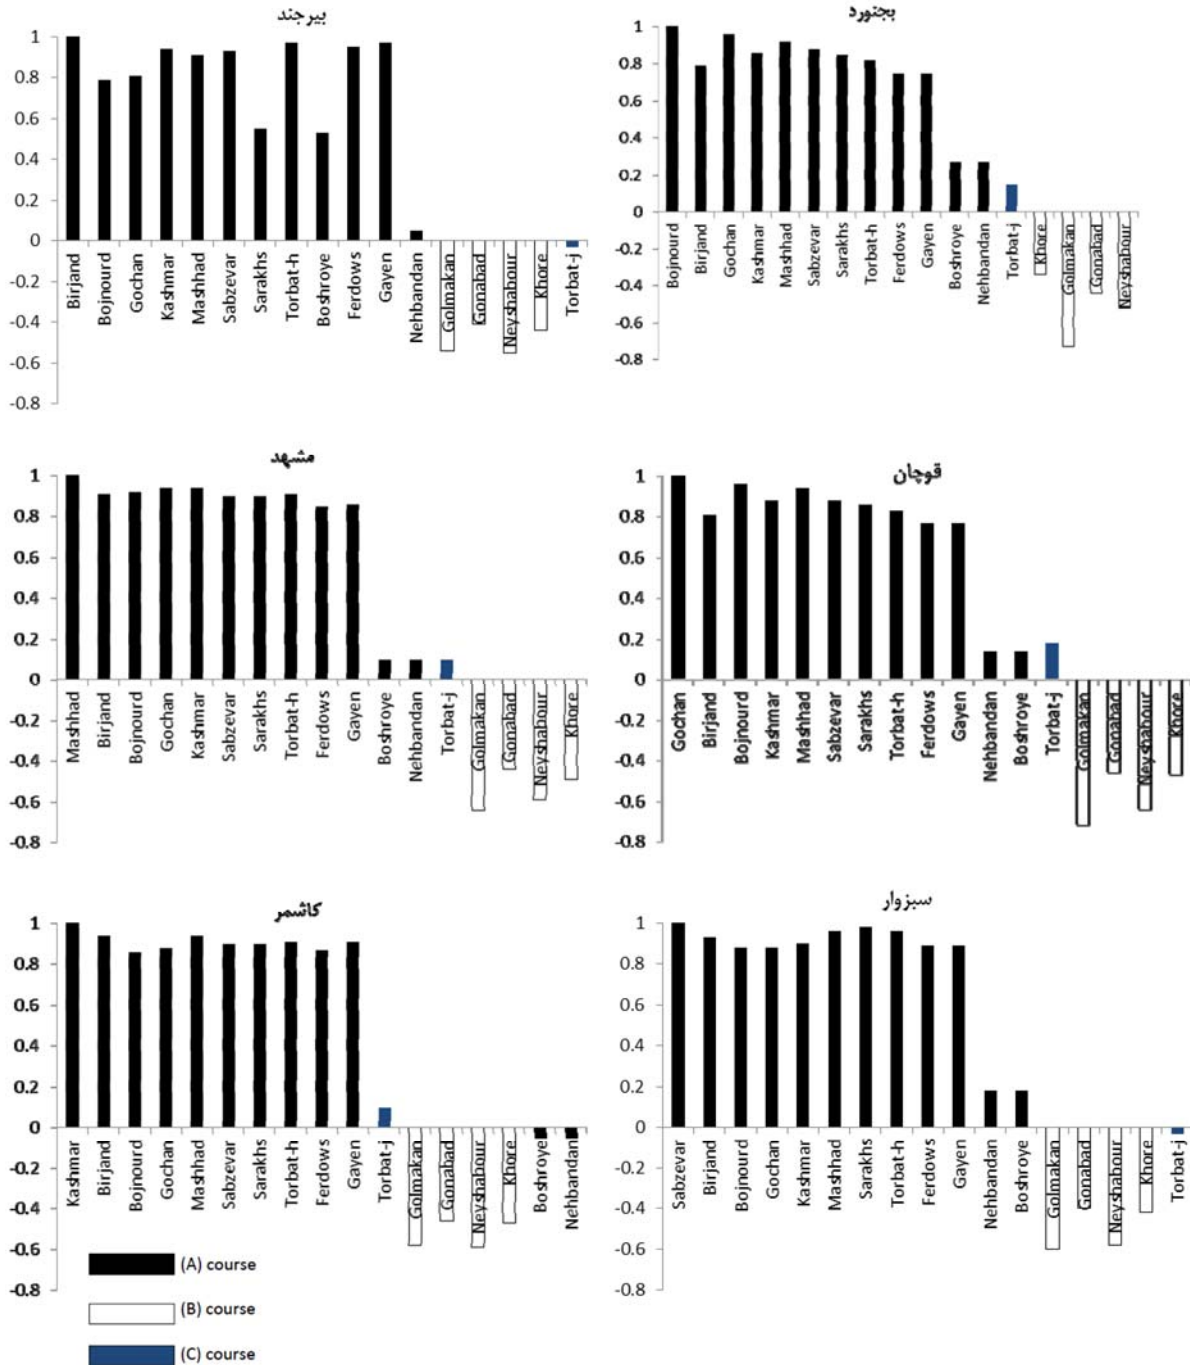 بیرجند
1
0.8
0.6
0.4
0.2
0
-0.2
-0.4
-0.6
-0.8
Birjand
Bojnourd
Gochan
Kashmar
Mashhad
Sabzevar
Sarakhs
Torbat-h
Boshroye
Ferdows
Gayen
Nehbandan
Golmakan
Gonabad
Neyshabour
Khore
Torbat-j
بجنورد
1
0.8
0.6
0.4
0.2
0
-0.2
-0.4
-0.6
-0.8
Bojnourd
Birjand
Gochan
Kashmar
Mashhad
Sabzevar
Sarakhs
Torbat-h
Ferdows
Gayen
Boshroye
Nehbandan
Torbat-j
Khore
Golmakan
Gonabad
Neyshabour
مشهد
1
0.8
0.6
0.4
0.2
0
-0.2
-0.4
-0.6
-0.8
Mashhad
Birjand
Bojnourd
Gochan
Kashmar
Sabzevar
Sarakhs
Torbat-h
Ferdows
Gayen
Boshroye
Nehbandan
Torbat-j
Golmakan
Gonabad
Neyshabour
Khore
قوچان
1
0.8
0.6
0.4
0.2
0
-0.2
-0.4
-0.6
-0.8
Gochan
Birjand
Bojnourd
Kashmar
Mashhad
Sabzevar
Sarakhs
Torbat-h
Ferdows
Gayen
Nehbandan
Boshroye
Torbat-j
Golmakan
Gonabad
Neyshabour
Khore
کاشمر
1
0.8
0.6
0.4
0.2
0
-0.2
-0.4
-0.6
-0.8
Kashmar
Birjand
Bojnourd
Gochan
Mashhad
Sabzevar
Sarakhs
Torbat-h
Ferdows
Gayen
Torbat-j
Golmakan
Gonabad
Neyshabour
Khore
Boshroye
Nehbandan
سبزوار
1
0.8
0.6
0.4
0.2
0
-0.2
-0.4
-0.6
-0.8
Sabzevar
Birjand
Bojnourd
Gochan
Kashmar
Mashhad
Sarakhs
Torbat-h
Ferdows
Gayen
Nehbandan
Boshroye
Golmakan
Gonabad
Neyshabour
Khore
Torbat-j
(A) course
(B) course
(C) course